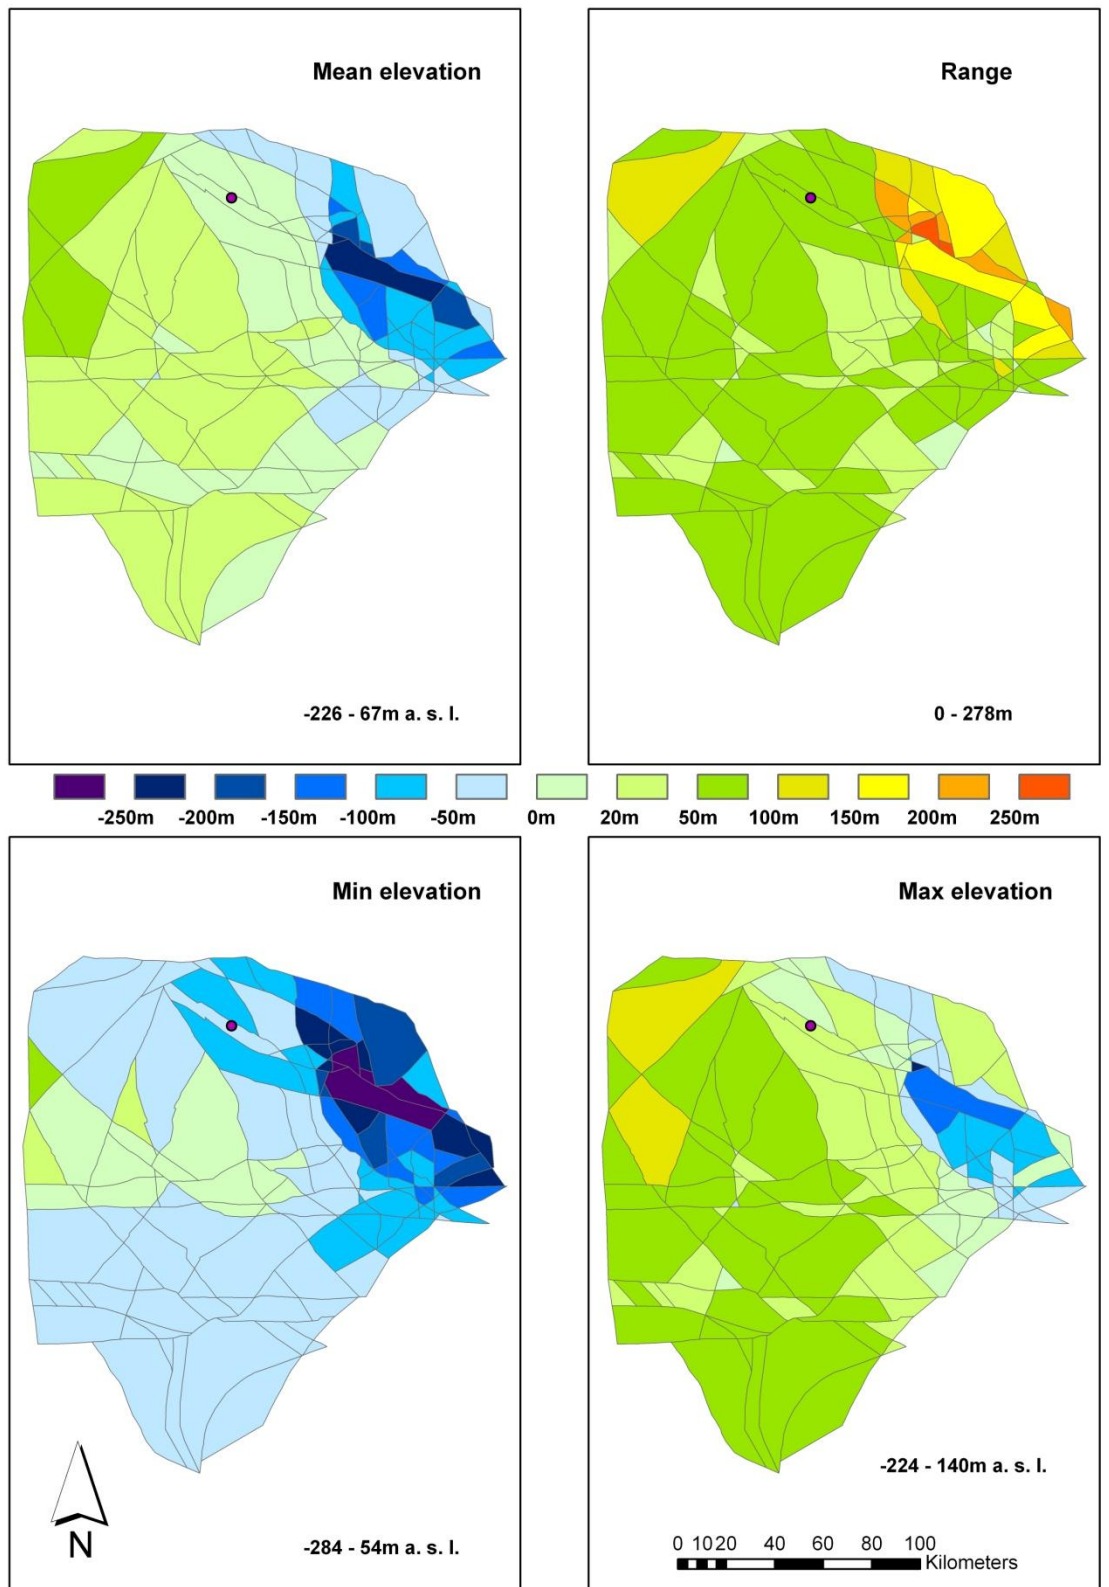 Mean elevation
-226 - 67m a. s. l.
Range
0 - 278m
-250m -200m -150m -100m -50m 0m 20m 50m 100m 150m 200m 250m
Min elevation
N
-284 - 54m a. s. l.
Max elevation
-224 - 140m a. s. l.
0 10 20 40 60 80 100
Kilometers